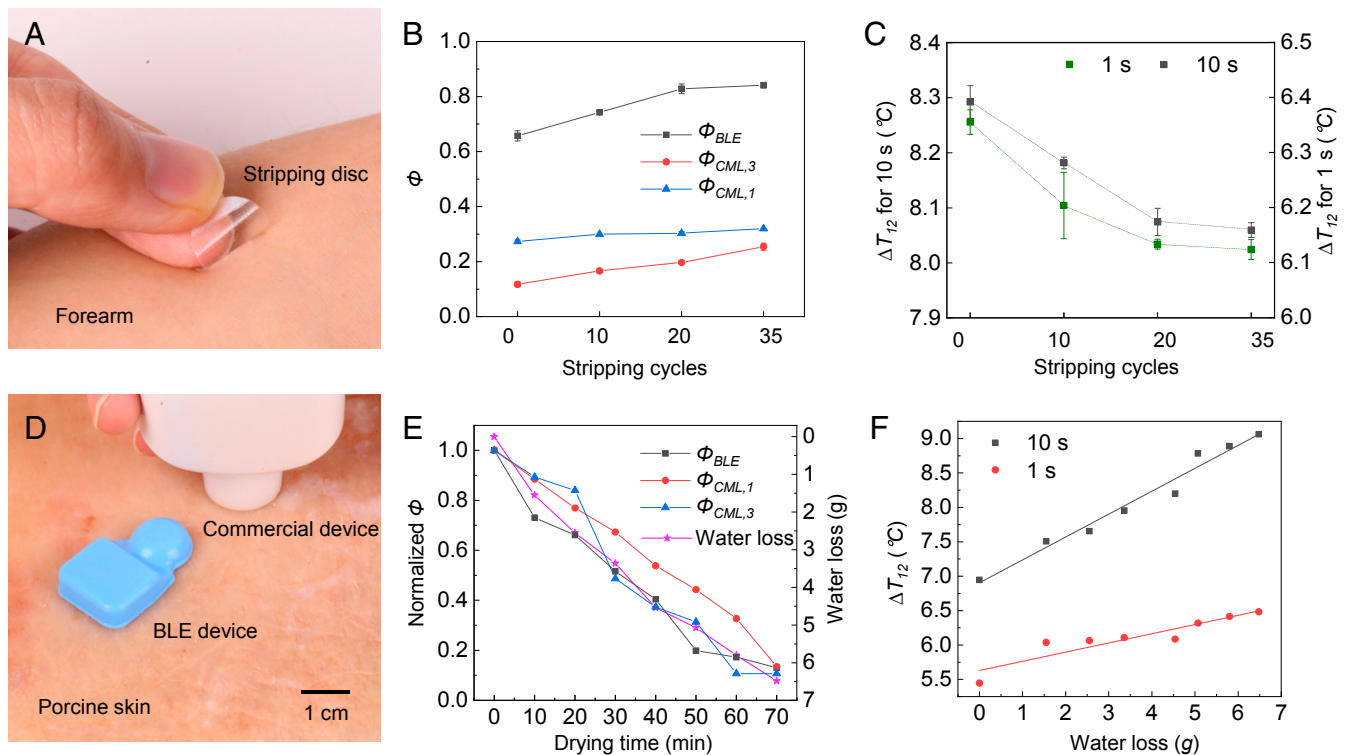 A
Stripping disc
Forearm
B
1.0
0.8
0.6
0.4
0.2
0.0
Φ
Φ_BLE
Φ_CML,3
Φ_CML,1
0 10 20 35
Stripping cycles
C
8.4
8.3
8.2
8.1
8.0
7.9
ΔT_12 for 10 s (℃)
1 s 10 s
6.5
6.4
6.3
6.2
6.1
6.0
ΔT_12 for 1 s (℃)
0 10 20 35
Stripping cycles
D
Commercial device
BLE device
Porcine skin
1 cm
E
1.0
0.8
0.6
0.4
0.2
0.0
Normalized Φ
Φ_BLE
Φ_CML,1
Φ_CML,3
Water loss
0
1
2
3
4
5
6
7
Water loss (g)
0 10 20 30 40 50 60 70
Drying time (min)
F
9.0
8.5
8.0
7.5
7.0
6.5
6.0
5.5
ΔT_12 (℃)
10 s
1 s
0 1 2 3 4 5 6 7
Water loss (g)